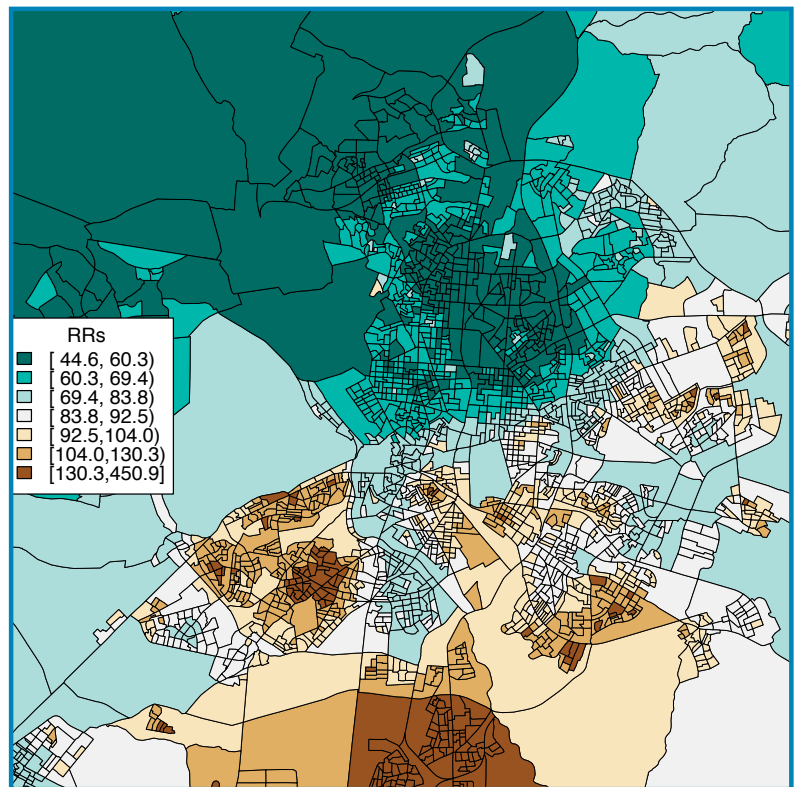 RRs
[ 44.6, 60.3)
[ 60.3, 69.4)
[ 69.4, 83.8)
[ 83.8, 92.5)
[ 92.5,104.0)
[104.0,130.3)
[130.3,450.9]